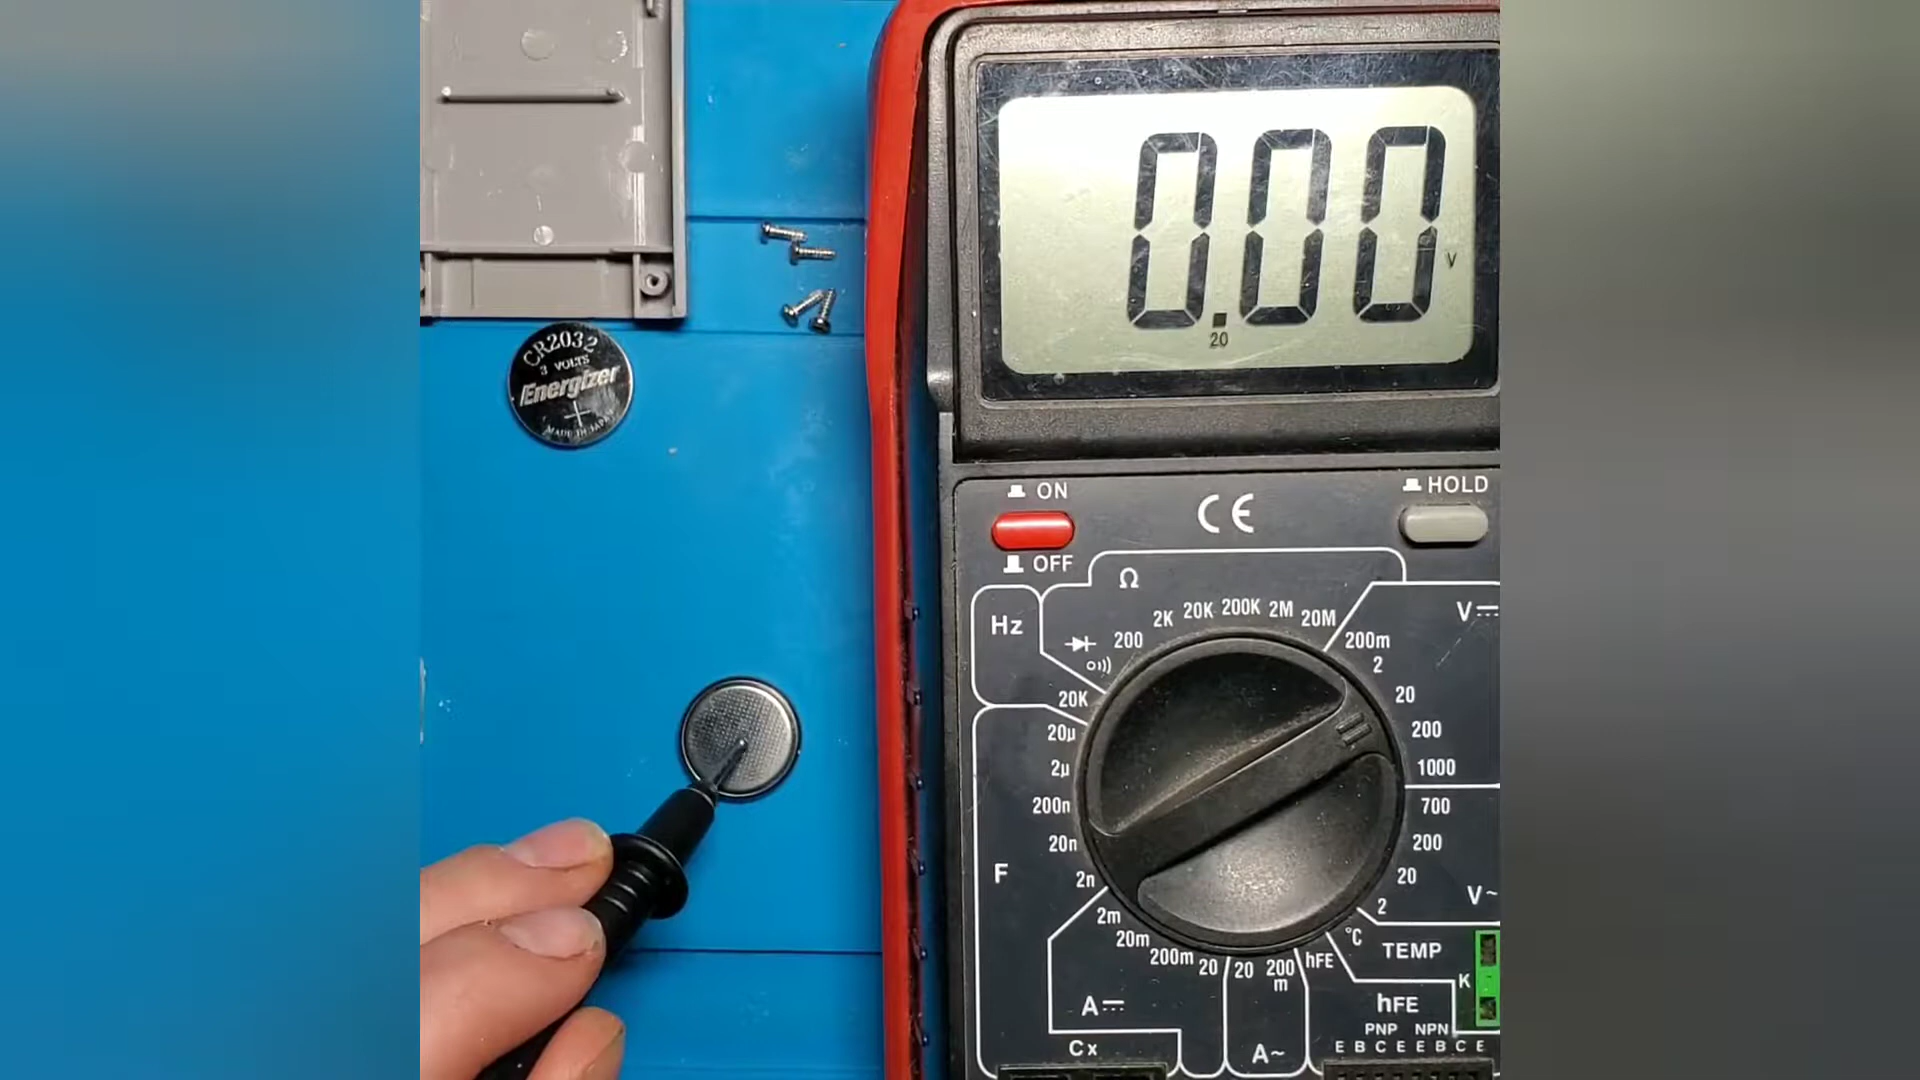 0.00
V
20
CR2032
3 VOLTS
Energizer
+
MADE IN JAPAN
ON
OFF
CE
HOLD
Ω
Hz
2K
20K
200K
2M
20M
200
200m
2
20
200
1000
V
20K
20µ
2µ
200n
20n
2n
F
700
200
20
2
V~
2m
20m
200m
20
A
20
200
m
A~
hFE
°C
TEMP
K
hFE
PNP NPN
E B C E E B C E
Cx